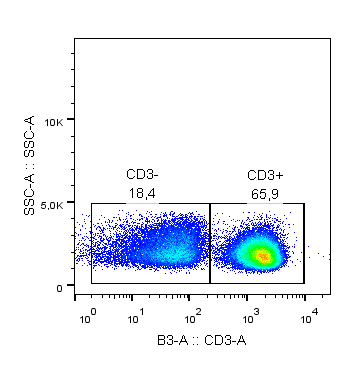 CD3-
18,4
CD3+
65,9
SSC-A :: SSC-A
10K
5,0K
0
10^0
10^1
10^2
10^3
10^4
B3-A :: CD3-A